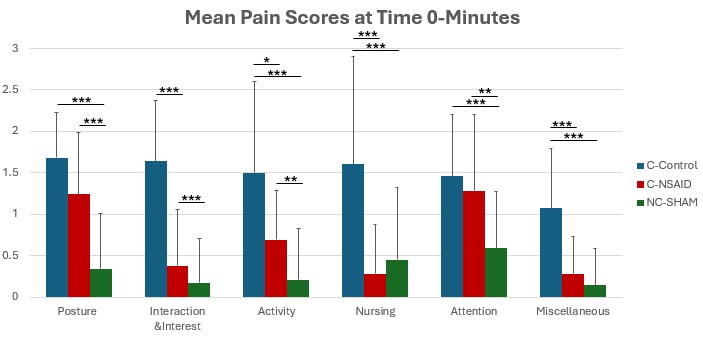 Mean Pain Scores at Time 0-Minutes
3
2.5
2
1.5
1
0.5
0
***
***
***
***
*
***
**
***
***
**
***
***
***
Posture
Interaction
&Interest
Activity
Nursing
Attention
Miscellaneous
C-Control
C-NSAID
NC-SHAM